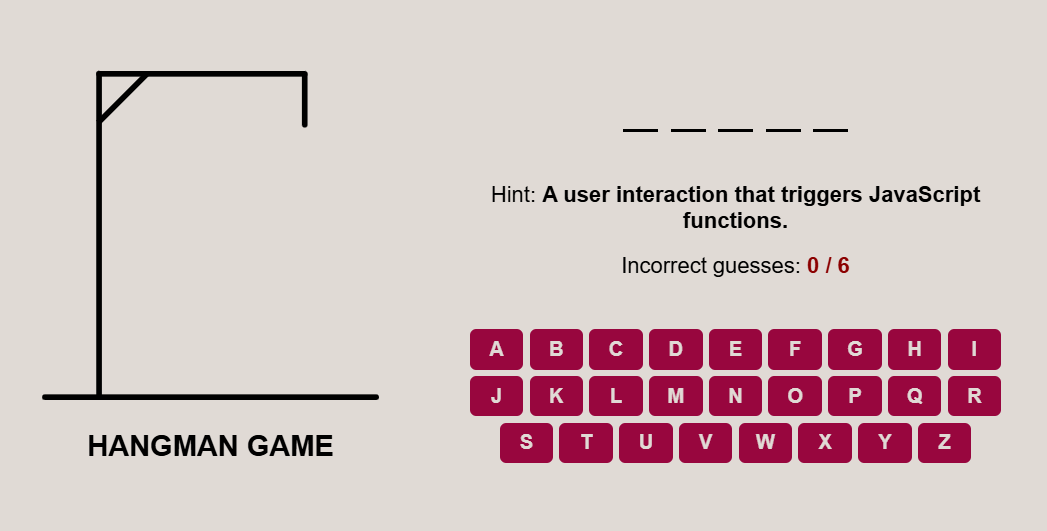 Hint: A user interaction that triggers JavaScript
functions.
Incorrect guesses: 0 / 6
A B C D E F G H I
J K L M N O P Q R
S T U V W X Y Z
HANGMAN GAME